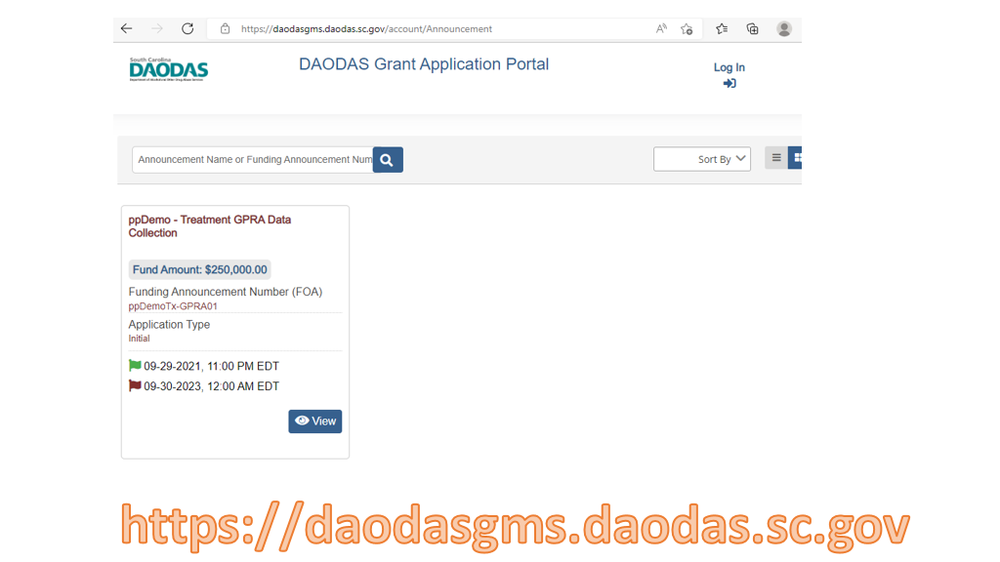 https://daodasgms.daodas.sc.gov/account/Announcement
South Carolina
DAODAS
DAODAS Grant Application Portal
Log In
Announcement Name or Funding Announcement Num
Sort By
ppDemo - Treatment GPRA Data
Collection
Fund Amount: $250,000.00
Funding Announcement Number (FOA)
ppDemoTx-GPRA01
Application Type
Initial
09-29-2021, 11:00 PM EDT
09-30-2023, 12:00 AM EDT
View
https://daodasgms.daodas.sc.gov